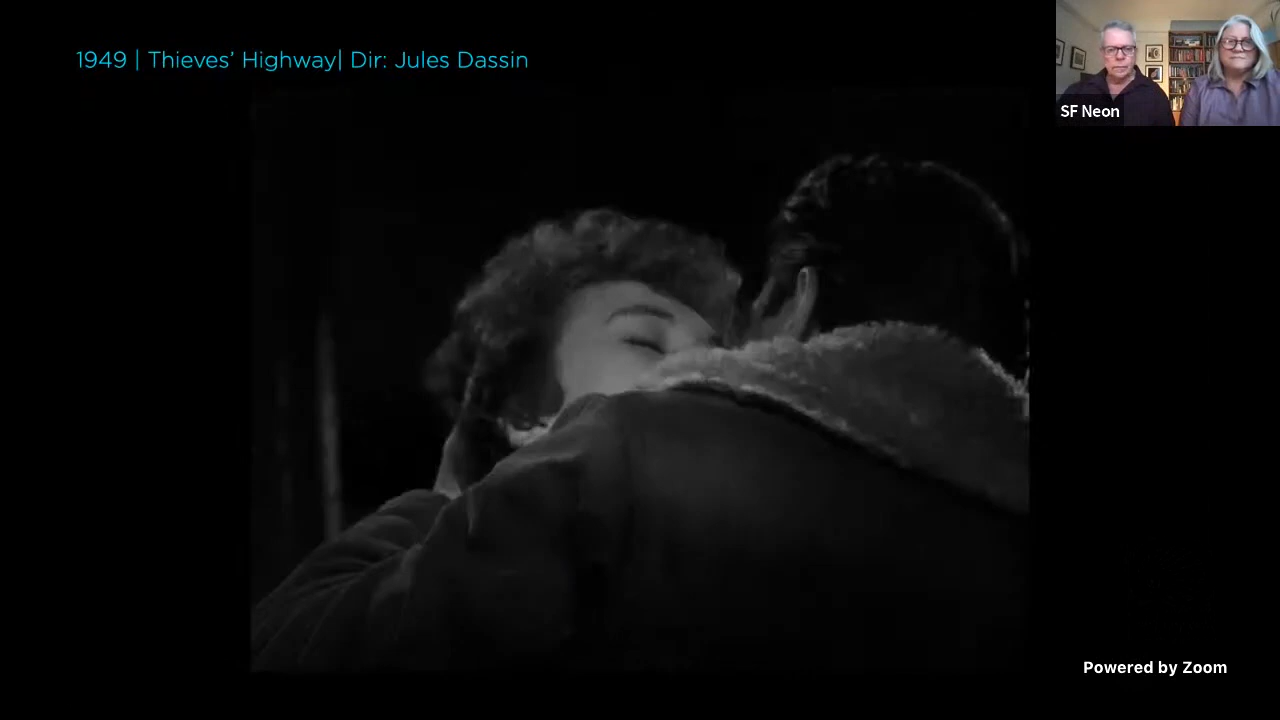 1949 | Thieves’ Highway| Dir: Jules Dassin
SF Neon
Powered by Zoom